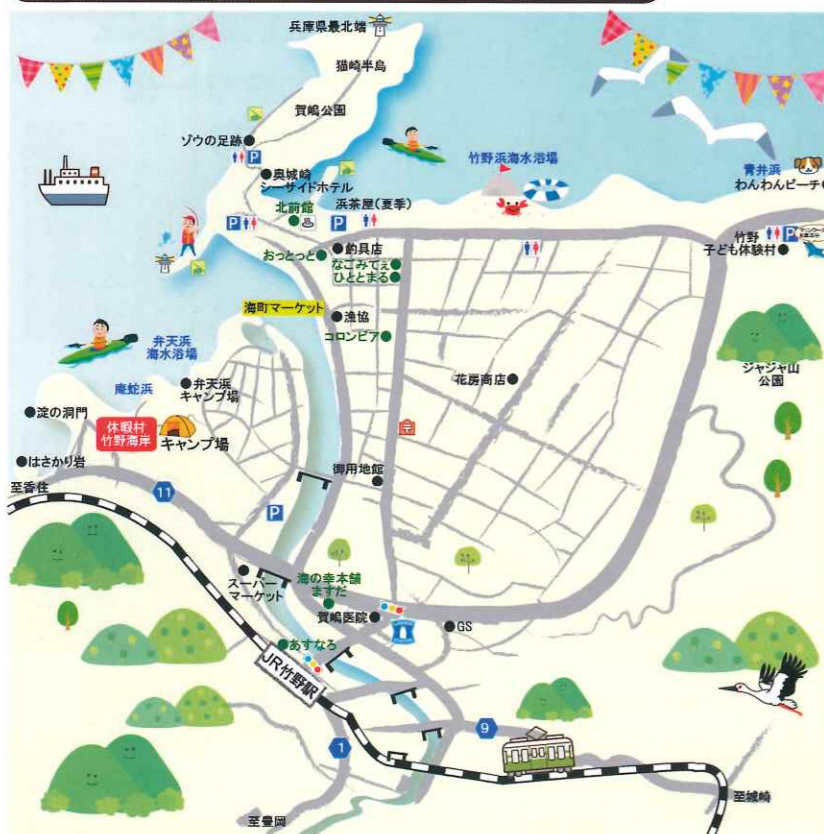 兵庫県最北端
猫崎半島
賀嶋公園
ゾウの足跡
P
奥城崎
シーサイドホテル
竹野浜海水浴場
青井浜
わんわんビーチ
北前館
浜茶屋(夏季)
P
P
竹野
子ども体験村
P
おっとっと
釣具店
なごみてぇ
ひととまる
海町マーケット
漁協
コロンビア
弁天浜
海水浴場
ジャジャ山
公園
庵蛇浜
弁天浜
キャンプ場
花房商店
淀の洞門
休暇村
竹野海岸
キャンプ場
〒
はさかり岩
御用地館
至香住
11
P
スーパー
マーケット
海の幸本舗
ますだ
賀嶋医院
GS
あすなろ
JR竹野駅
1
9
至豊岡
至城崎